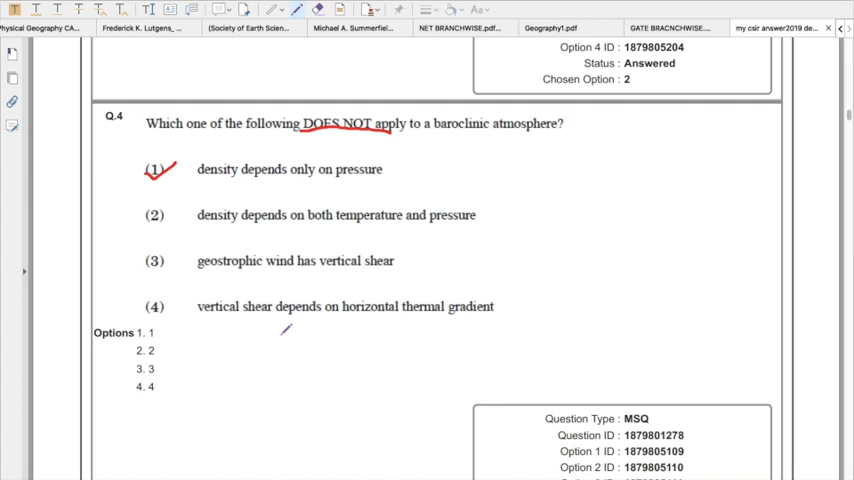 Aa
Physical Geography CA...
Frederick K. Lutgens,_ ...
(Society of Earth Scien...
Michael A. Summerfiel...
NET BRANCHWISE.pdf...
Geography1.pdf
GATE BRACNCHWISE....
my csir answer2019 de...
Option 4 ID : 1879805204
Status : Answered
Chosen Option : 2
Q.4
Which one of the following DOES NOT apply to a baroclinic atmosphere?
(1) density depends only on pressure
(2) density depends on both temperature and pressure
(3) geostrophic wind has vertical shear
(4) vertical shear depends on horizontal thermal gradient
Options 1. 1
2. 2
3. 3
4. 4
Question Type : MSQ
Question ID : 1879801278
Option 1 ID : 1879805109
Option 2 ID : 1879805110